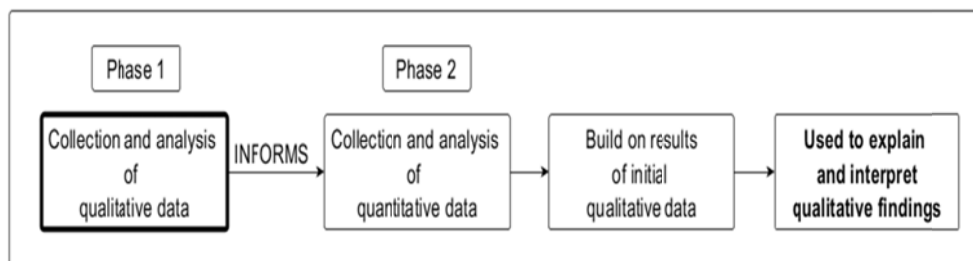 Phase 1
Phase 2
Collection and analysis
of
qualitative data
INFORMS
Collection and analysis
of
quantitative data
Build on results
of initial
qualitative data
Used to explain
and interpret
qualitative findings